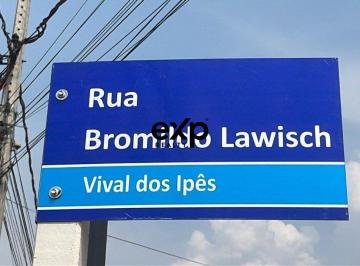 Rua
Lawisch
Vival dos Ipês
exp